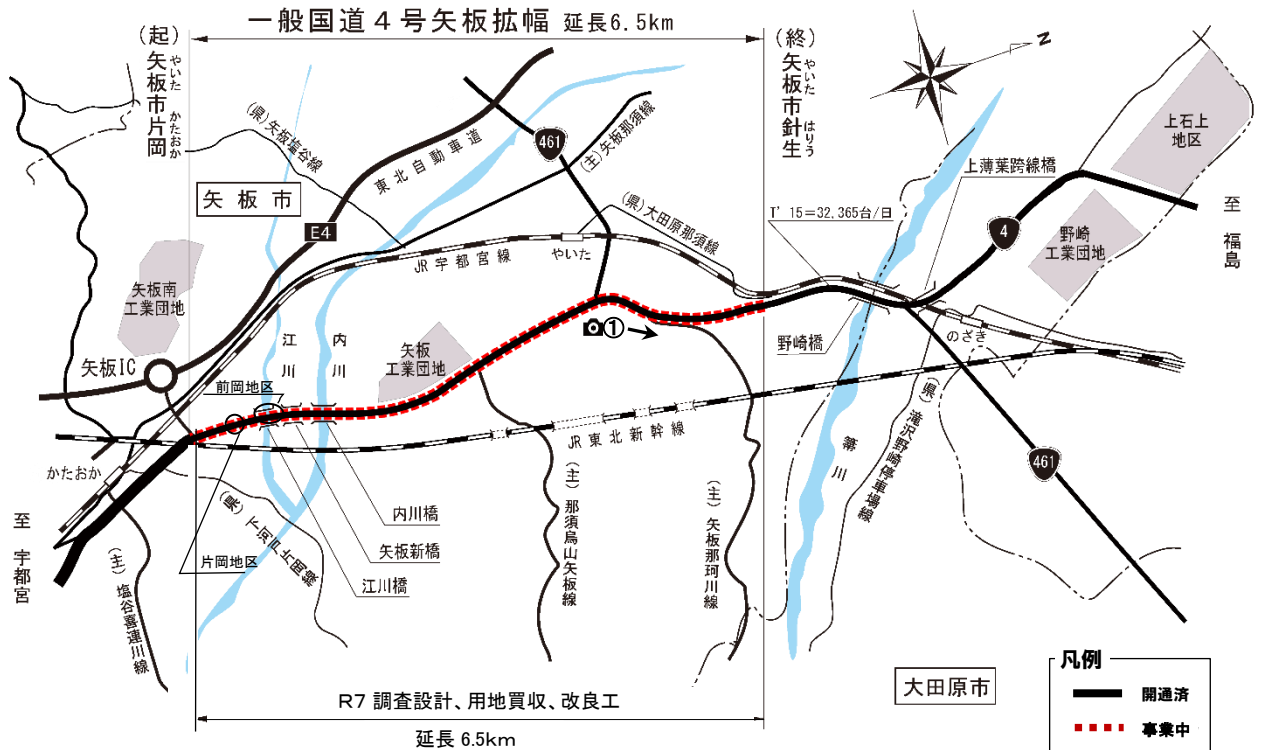 一般国道4号矢板拡幅 延長6.5km
(起)矢板市片岡
やいた かたおか
(終)矢板市針生
やいた はりう
N
上石上
地区
上薄葉跨線橋
461
(主)矢板那須線
(県)矢板塩谷線
東北自動車道
矢板市
E4
(県)大田原那須線
T'15=32,365台/日
4
至 福島
野崎
工業団地
JR宇都宮線
やいた
矢板南
工業団地
江川
内川
矢板
工業団地
①
野崎橋
のざき
矢板IC
前岡地区
JR東北新幹線
(県)滝沢野崎停車場線
箒川
461
かたおか
至 宇都宮
(主)塩谷喜連川線
片岡地区
(県)下河戸片岡線
内川橋
矢板新橋
江川橋
(主)那須烏山矢板線
(主)矢板那珂川線
大田原市
R7 調査設計、用地買収、改良工
延長 6.5km
凡例
開通済
事業中